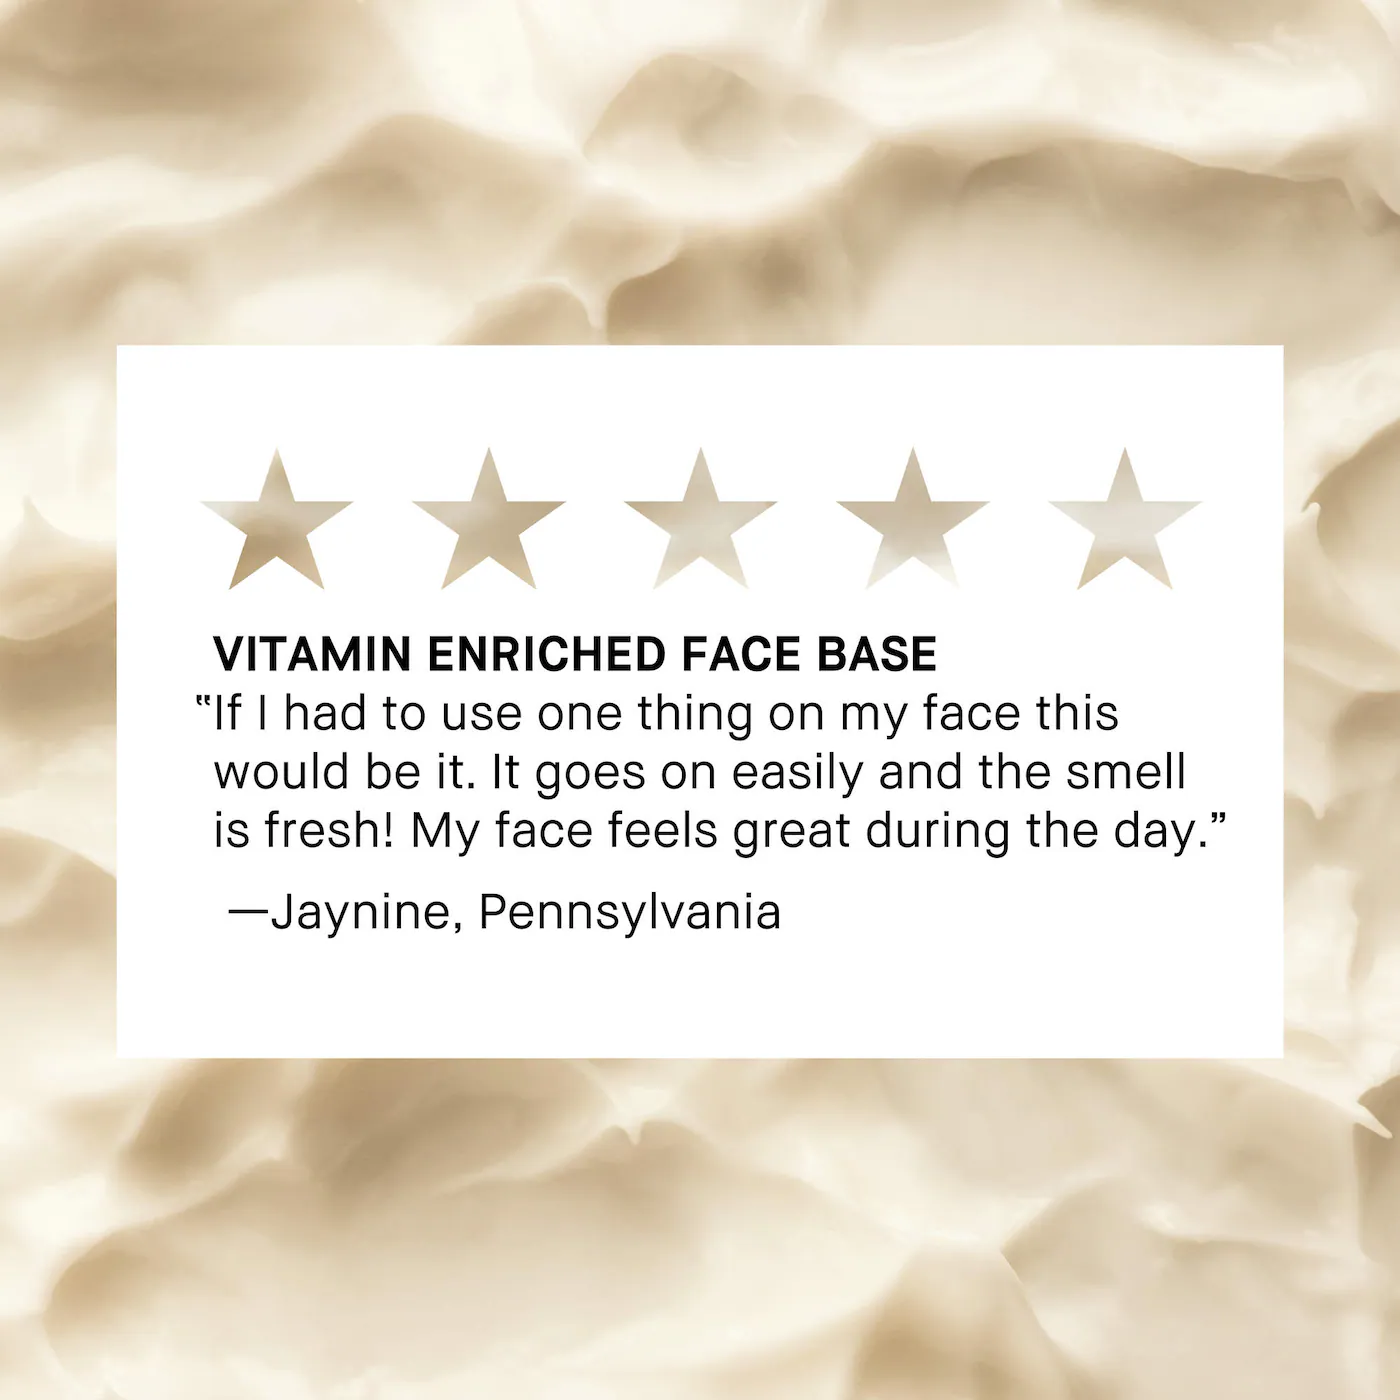 VITAMIN ENRICHED FACE BASE
“If I had to use one thing on my face this
would be it. It goes on easily and the smell
is fresh! My face feels great during the day.”
—Jaynine, Pennsylvania